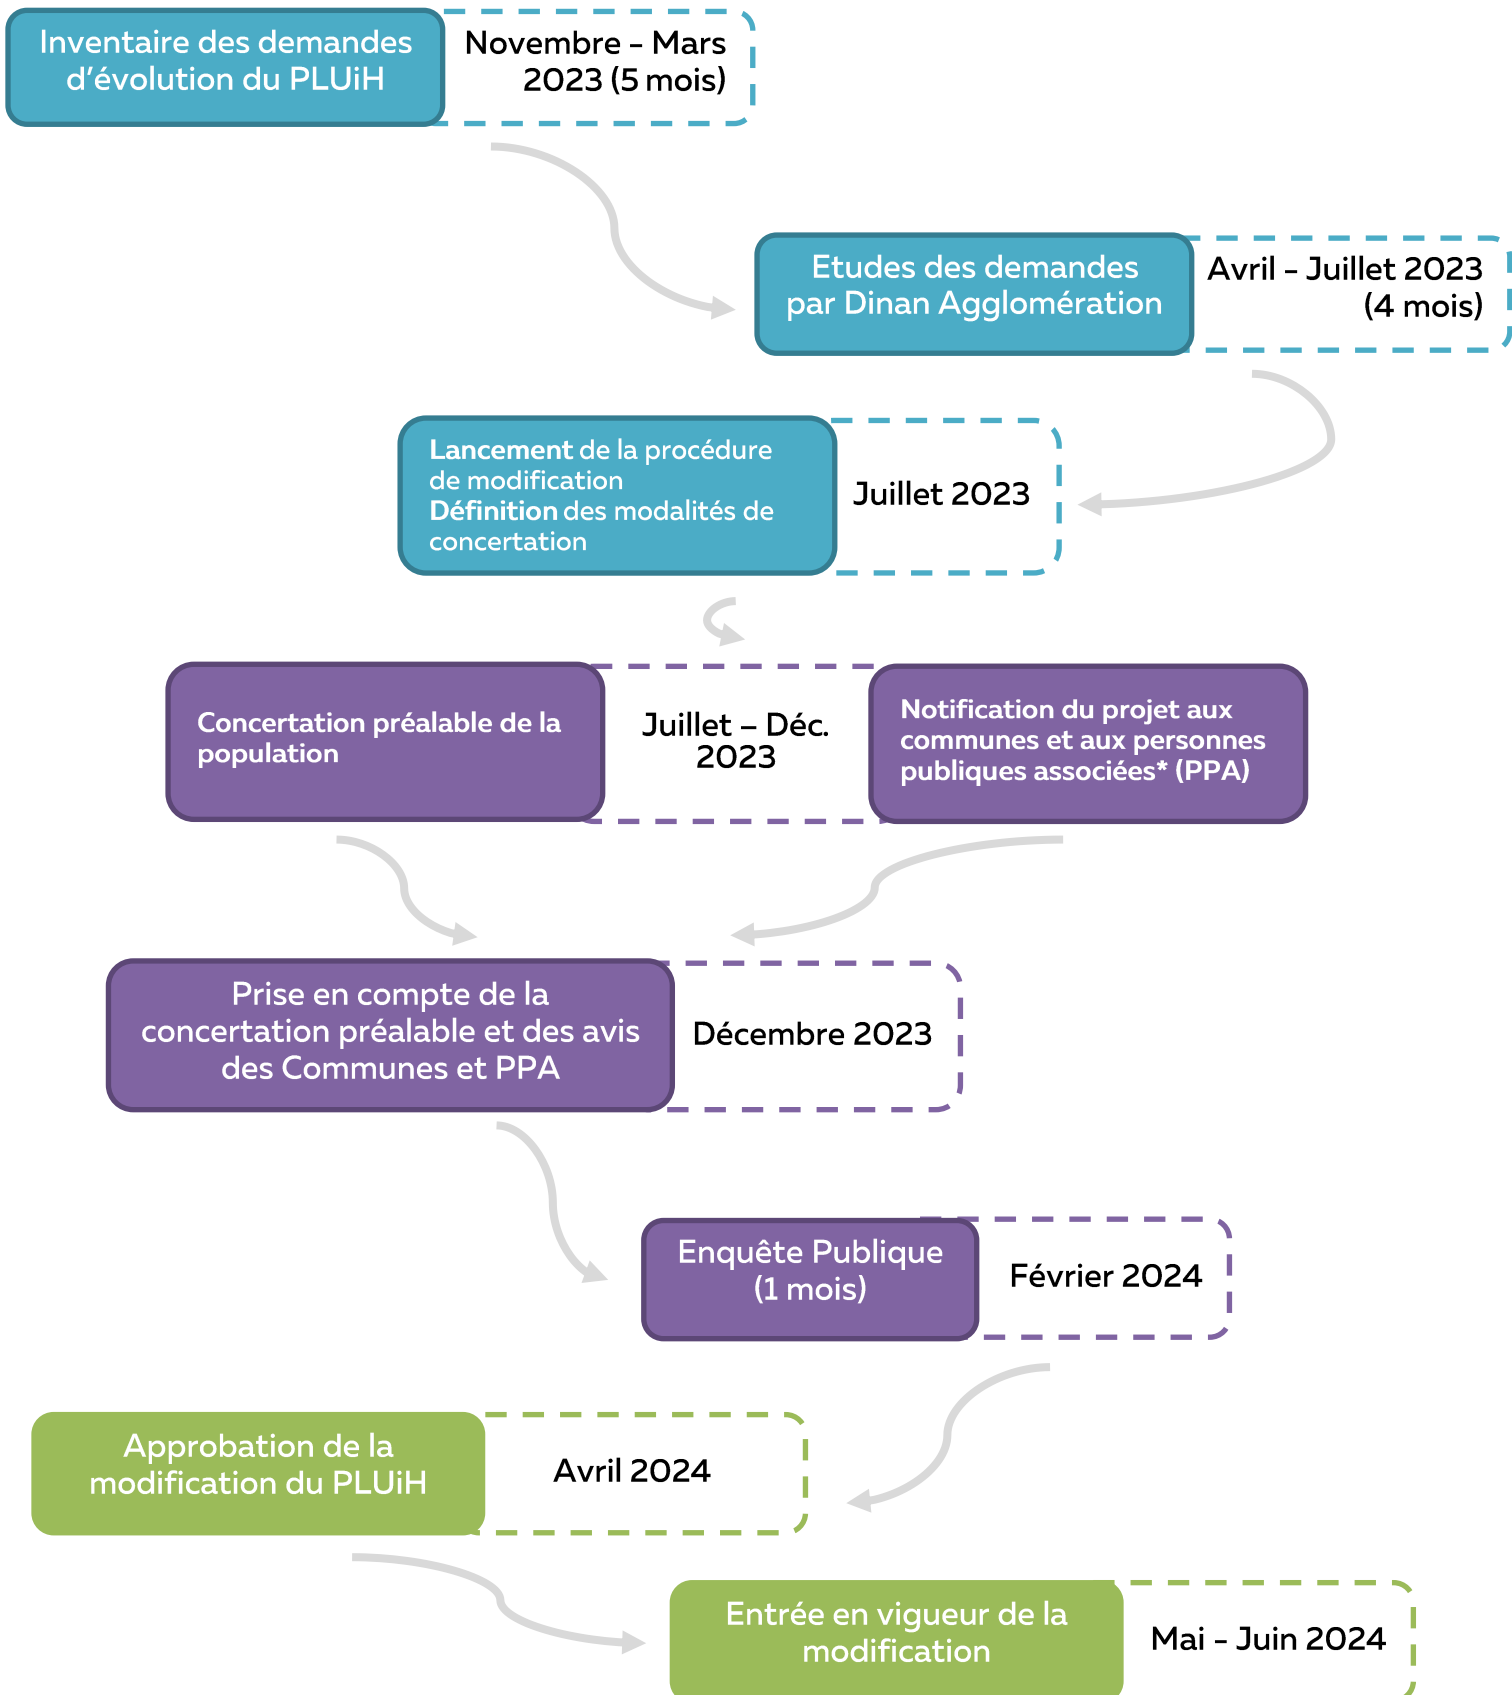 Inventaire des demandes
d'évolution du PLUiH
Novembre - Mars
2023 (5 mois)
Etudes des demandes
par Dinan Agglomération
Avril - Juillet 2023
(4 mois)
Lancement de la procédure
de modification
Définition des modalités de
concertation
Juillet 2023
Concertation préalable de la
population
Juillet – Déc.
2023
Notification du projet aux
communes et aux personnes
publiques associées* (PPA)
Prise en compte de la
concertation préalable et des avis
des Communes et PPA
Décembre 2023
Enquête Publique
(1 mois)
Février 2024
Approbation de la
modification du PLUiH
Avril 2024
Entrée en vigueur de la
modification
Mai - Juin 2024